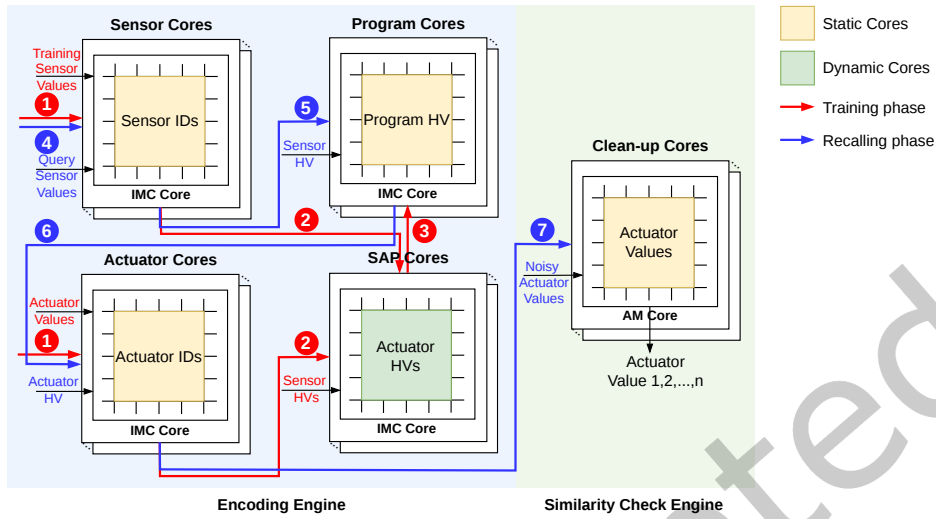 Sensor Cores
Training
Sensor
Values
1
4
Query
Sensor
Values
Sensor IDs
IMC Core
Program Cores
5
Sensor
HV
Program HV
IMC Core
2
3
6
Actuator Cores
Actuator
Values
1
Actuator
HV
Actuator IDs
IMC Core
SAP Cores
2
Sensor
HVs
Actuator
HVs
IMC Core
Encoding Engine
Clean-up Cores
7
Noisy
Actuator
Values
Actuator
Values
AM Core
Actuator
Value 1,2,...,n
Similarity Check Engine
Static Cores
Dynamic Cores
Training phase
Recalling phase